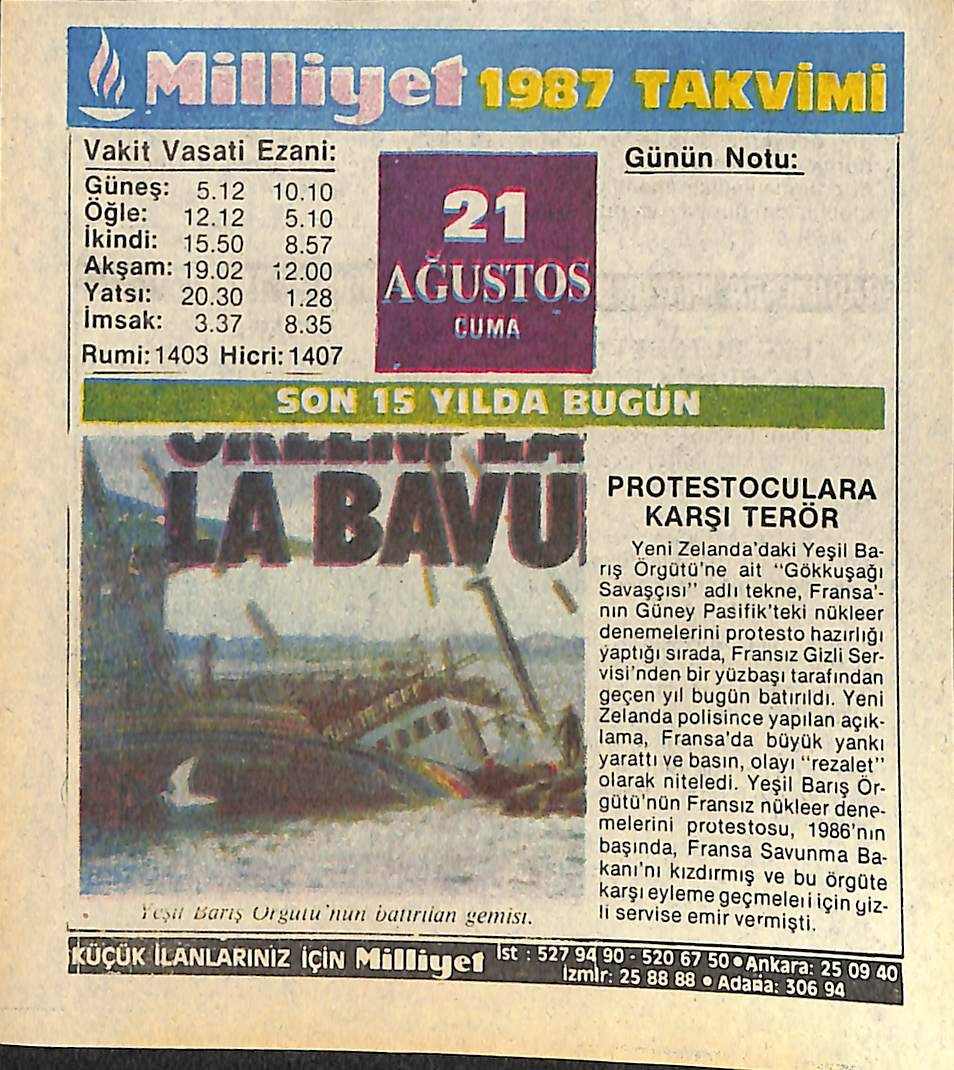 Milliyet 1987 TAKVİMİ
Vakit Vasati Ezani:
Güneş: 5.12 10.10
Öğle: 12.12 5.10
İkindi: 15.50 8.57
Akşam: 19.02 12.00
Yatsı: 20.30 1.28
İmsak: 3.37 8.35
Rumi: 1403 Hicri: 1407
21
AĞUSTOS
CUMA
Günün Notu:
SON 15 YILDA BUGÜN
LA BAVU
PROTESTOCULARA
KARŞI TERÖR
Yeni Zelanda'daki Yeşil Ba-
rış Örgütü'ne ait "Gökkuşağı
Savaşçısı" adlı tekne, Fransa'-
nın Güney Pasifik'teki nükleer
denemelerini protesto hazırlığı
yaptığı sırada, Fransız Gizli Ser-
visi'nden bir yüzbaşı tarafından
geçen yıl bugün batırıldı. Yeni
Zelanda polisince yapılan açık-
lama, Fransa'da büyük yankı
yarattı ve basın, olayı "rezalet"
olarak niteledi. Yeşil Barış Ör-
gütü'nün Fransız nükleer dene-
melerini protestosu, 1986'nın
başında, Fransa Savunma Ba-
kanı'nı kızdırmış ve bu örgüte
karşı eyleme geçmeleri için giz-
li servise emir vermişti.
Yeşil Barış Örgütü'nün batırılan gemisi.
KÜÇÜK İLANLARINIZ İÇİN Milliyet
İst : 527 94 90 - 520 67 50 • Ankara: 25 09 40
İzmir: 25 88 88 • Adana: 306 94